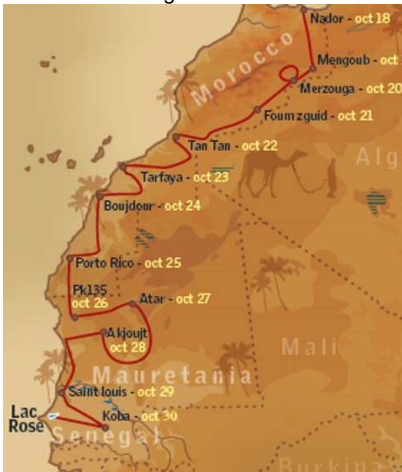 Nador - oct 18
Mengoub - oct
Morocco
Merzouga - oct 20
Foum zguid - oct 21
Tan Tan - oct 22
Alg
Tarfaya - oct 23
Boujdour - oct 24
Porto Rico - oct 25
Pk135
oct 26
Atar - oct 27
Akjoujt
oct 28
Mali
Mauretania
Saint louis - oct 29
Lac
Rose
Koba - oct 30
Senegal
Burkin